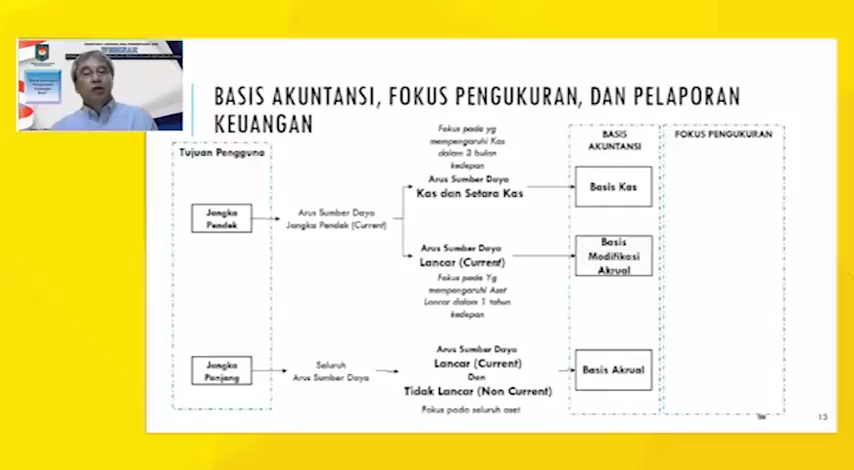 WEBINAR
BASIS AKUNTANSI, FOKUS PENGUKURAN, DAN PELAPORAN
KEUANGAN
Tujuan Pengguna
Jangka
Pendek
Arus Sumber Daya
Jangka Pendek (Current)
Fokus pada yg
mempengaruhi Kas
dalam 3 bulan
kedepan
Arus Sumber Daya
Kas dan Setara Kas
Arus Sumber Daya
Lancar (Current)
Fokus pada Yg
mempengaruhi Aset
Lancar dalam 1 tahun
kedepan
BASIS
AKUNTANSI
Basis Kas
Basis
Modifikasi
Akrual
FOKUS PENGUKURAN
Jangka
Panjang
Seluruh
Arus Sumber Daya
Arus Sumber Daya
Lancar (Current)
Dan
Tidak Lancar (Non Current)
Fokus pada seluruh aset
Basis Akrual
13